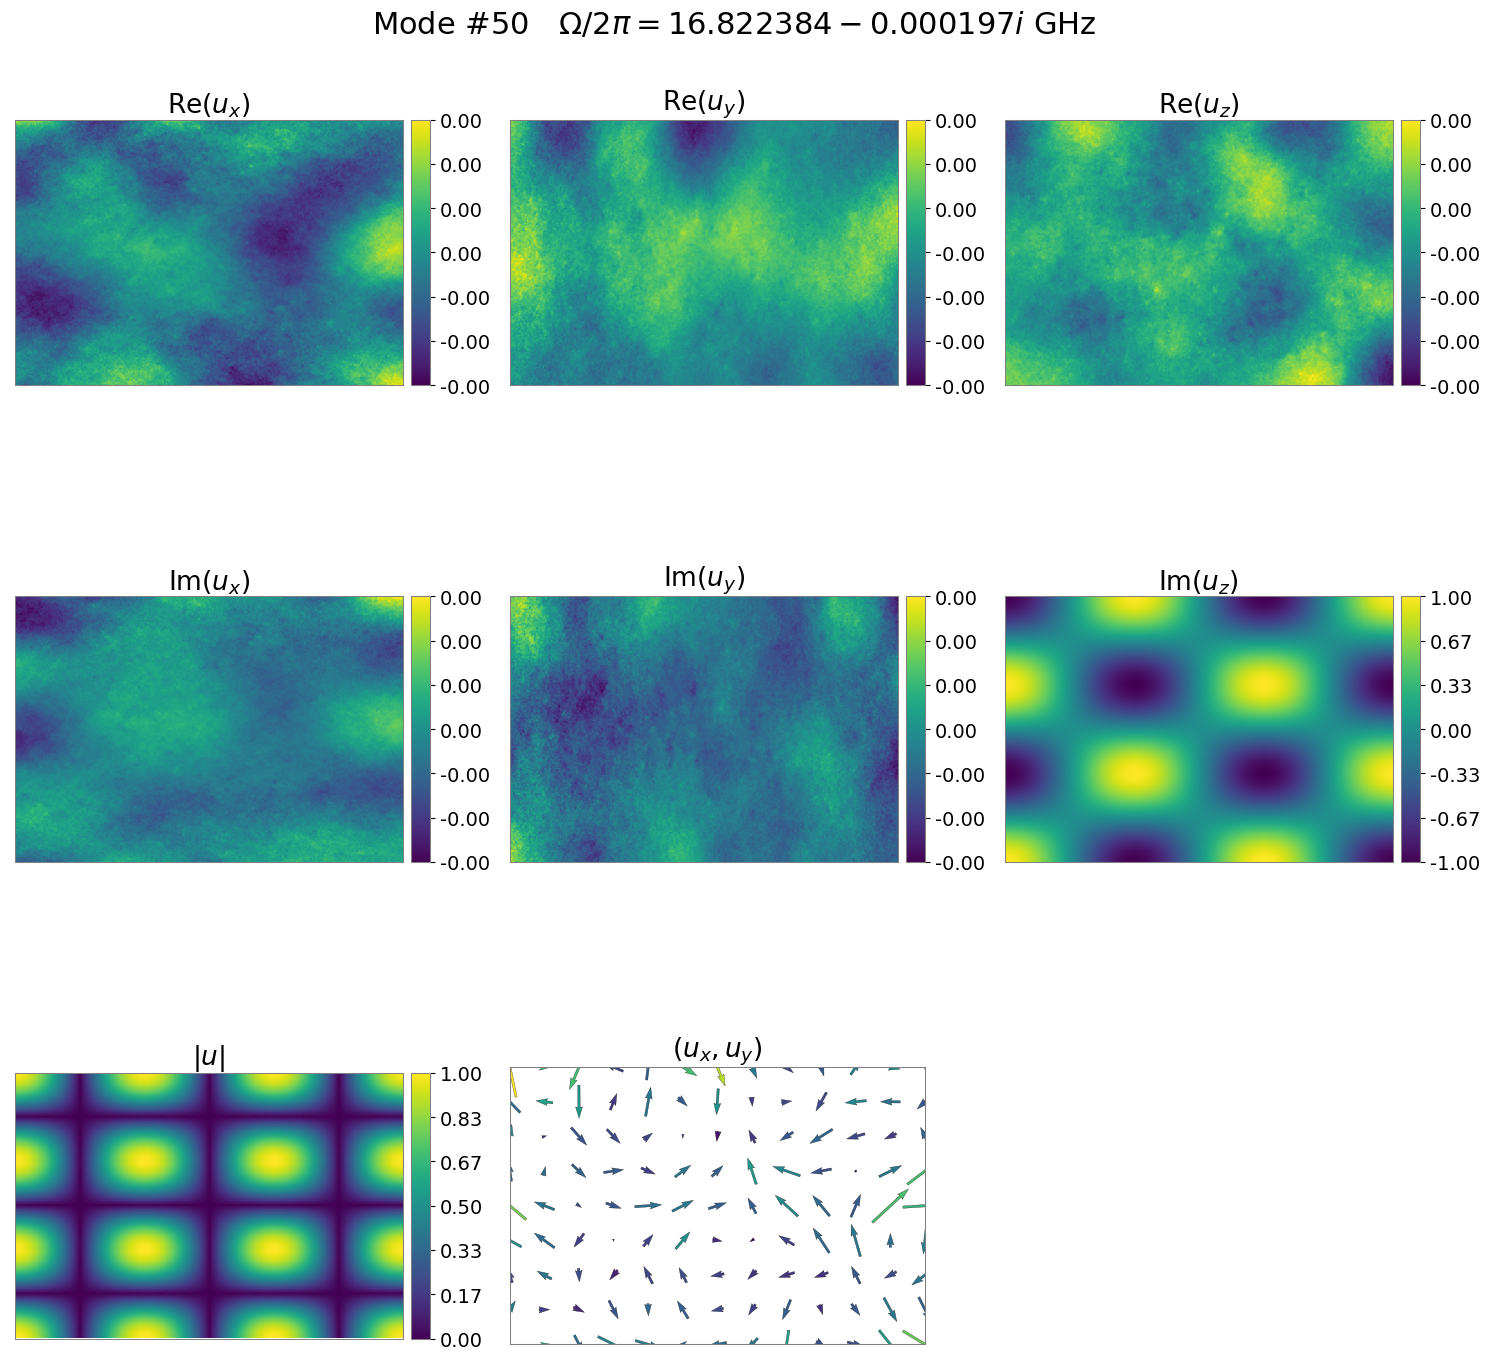 Mode #50 Ω/2π = 16.822384 − 0.000197i GHz
Re(u_x) Re(u_y) Re(u_z)
0.00 0.00 0.00
0.00 0.00 0.00
0.00 0.00 0.00
0.00 0.00 0.00
-0.00 -0.00 -0.00
-0.00 -0.00 -0.00
-0.00 -0.00 -0.00
Im(u_x) Im(u_y) Im(u_z)
0.00 0.00 1.00
0.00 0.00 0.67
0.00 0.00 0.33
0.00 0.00 0.00
-0.00 -0.00 -0.33
-0.00 -0.00 -0.67
-0.00 -0.00 -1.00
|u| (u_x, u_y)
1.00
0.83
0.67
0.50
0.33
0.17
0.00